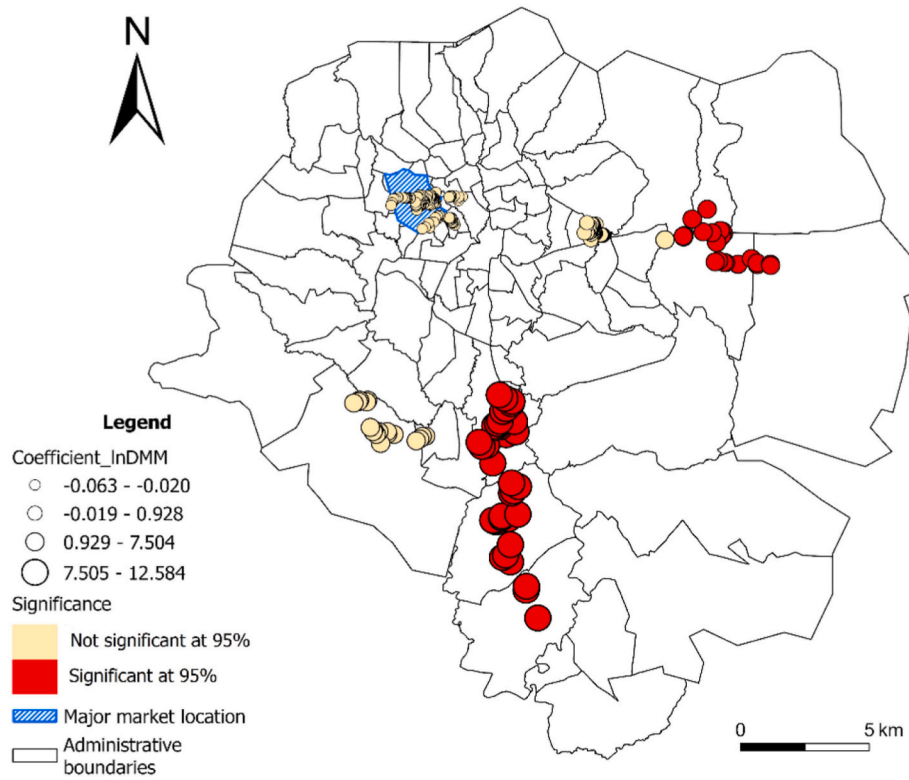 N
Legend
Coefficient_lnDMM
-0.063 - -0.020
-0.019 - 0.928
0.929 - 7.504
7.505 - 12.584
Significance
Not significant at 95%
Significant at 95%
Major market location
Administrative
boundaries
0 5 km